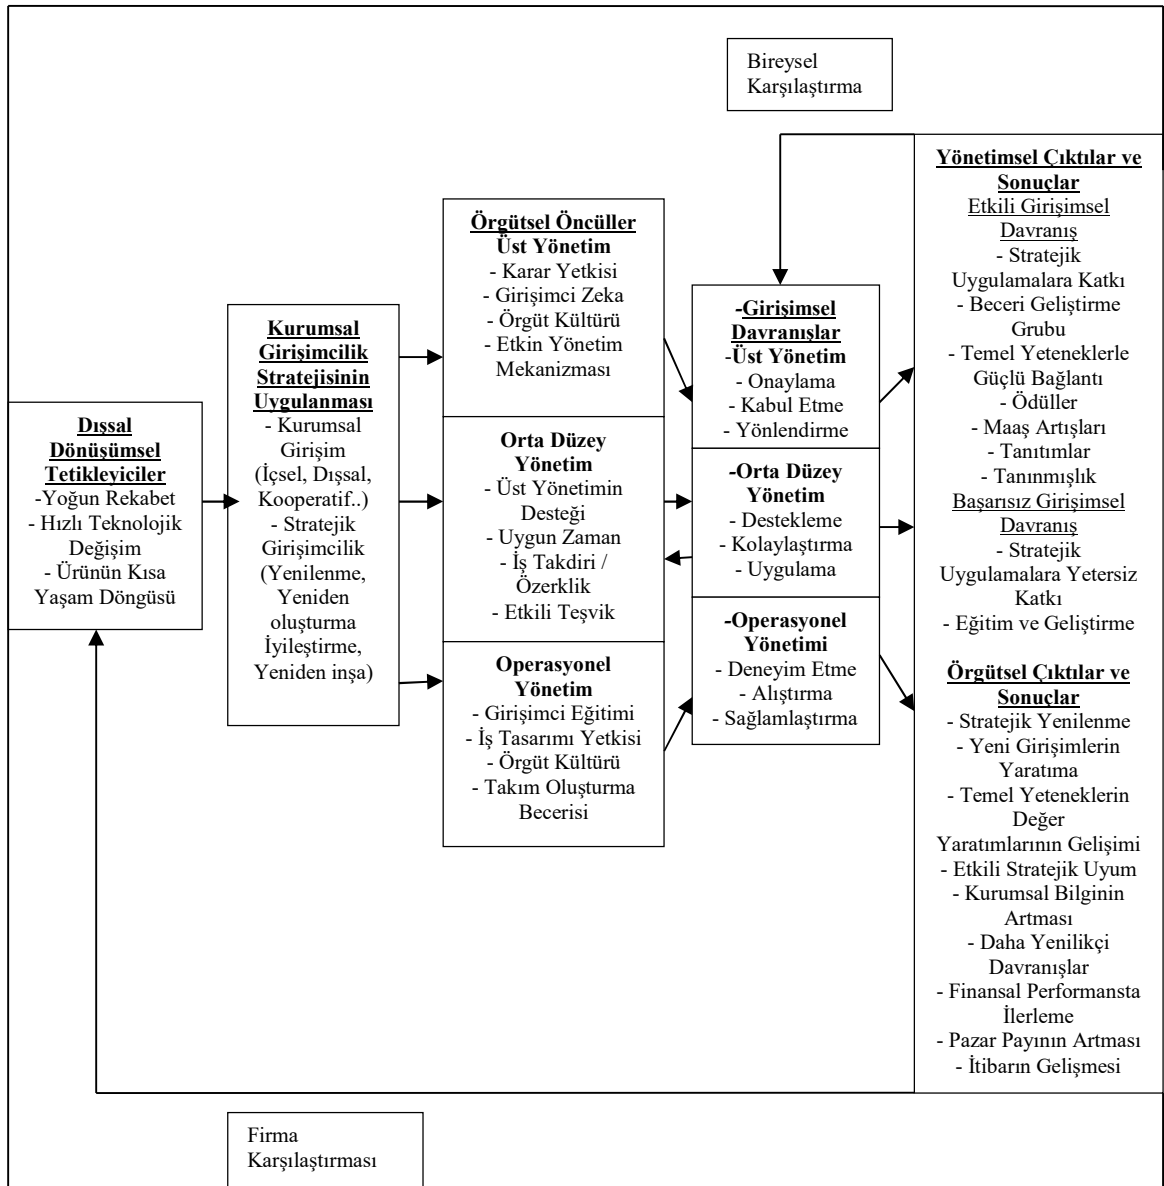 Bireysel
Karşılaştırma
Dışsal
Dönüşümsel
Tetikleyiciler
-Yoğun Rekabet
- Hızlı Teknolojik
Değişim
- Ürünün Kısa
Yaşam Döngüsü
Kurumsal
Girişimcilik
Stratejisinin
Uygulanması
- Kurumsal
Girişim
(İçsel, Dışsal,
Kooperatif..)
- Stratejik
Girişimcilik
(Yenilenme,
Yeniden
oluşturma
İyileştirme,
Yeniden inşa)
Örgütsel Öncüller
Üst Yönetim
- Karar Yetkisi
- Girişimci Zeka
- Örgüt Kültürü
- Etkin Yönetim
Mekanizması
Orta Düzey
Yönetim
- Üst Yönetimin
Desteği
- Uygun Zaman
- İş Takdiri /
Özerklik
- Etkili Teşvik
Operasyonel
Yönetim
- Girişimci Eğitimi
- İş Tasarımı Yetkisi
- Örgüt Kültürü
- Takım Oluşturma
Becerisi
-Girişimsel
Davranışlar
-Üst Yönetim
- Onaylama
- Kabul Etme
- Yönlendirme
-Orta Düzey
Yönetim
- Destekleme
- Kolaylaştırma
- Uygulama
-Operasyonel
Yönetimi
- Deneyim Etme
- Alıştırma
- Sağlamlaştırma
Yönetimsel Çıktılar ve
Sonuçlar
Etkili Girişimsel
Davranış
- Stratejik
Uygulamalara Katkı
- Beceri Geliştirme
Grubu
- Temel Yeteneklerle
Güçlü Bağlantı
- Ödüller
- Maaş Artışları
- Tanıtımlar
- Tanınmışlık
Başarısız Girişimsel
Davranış
- Stratejik
Uygulamalara Yetersiz
Katkı
- Eğitim ve Geliştirme
Örgütsel Çıktılar ve
Sonuçlar
- Stratejik Yenilenme
- Yeni Girişimlerin
Yaratıma
- Temel Yeteneklerin
Değer
Yaratımlarının Gelişimi
- Etkili Stratejik Uyum
- Kurumsal Bilginin
Artması
- Daha Yenilikçi
Davranışlar
- Finansal Performansta
İlerleme
- Pazar Payının Artması
- İtibarın Gelişmesi
Firma
Karşılaştırması